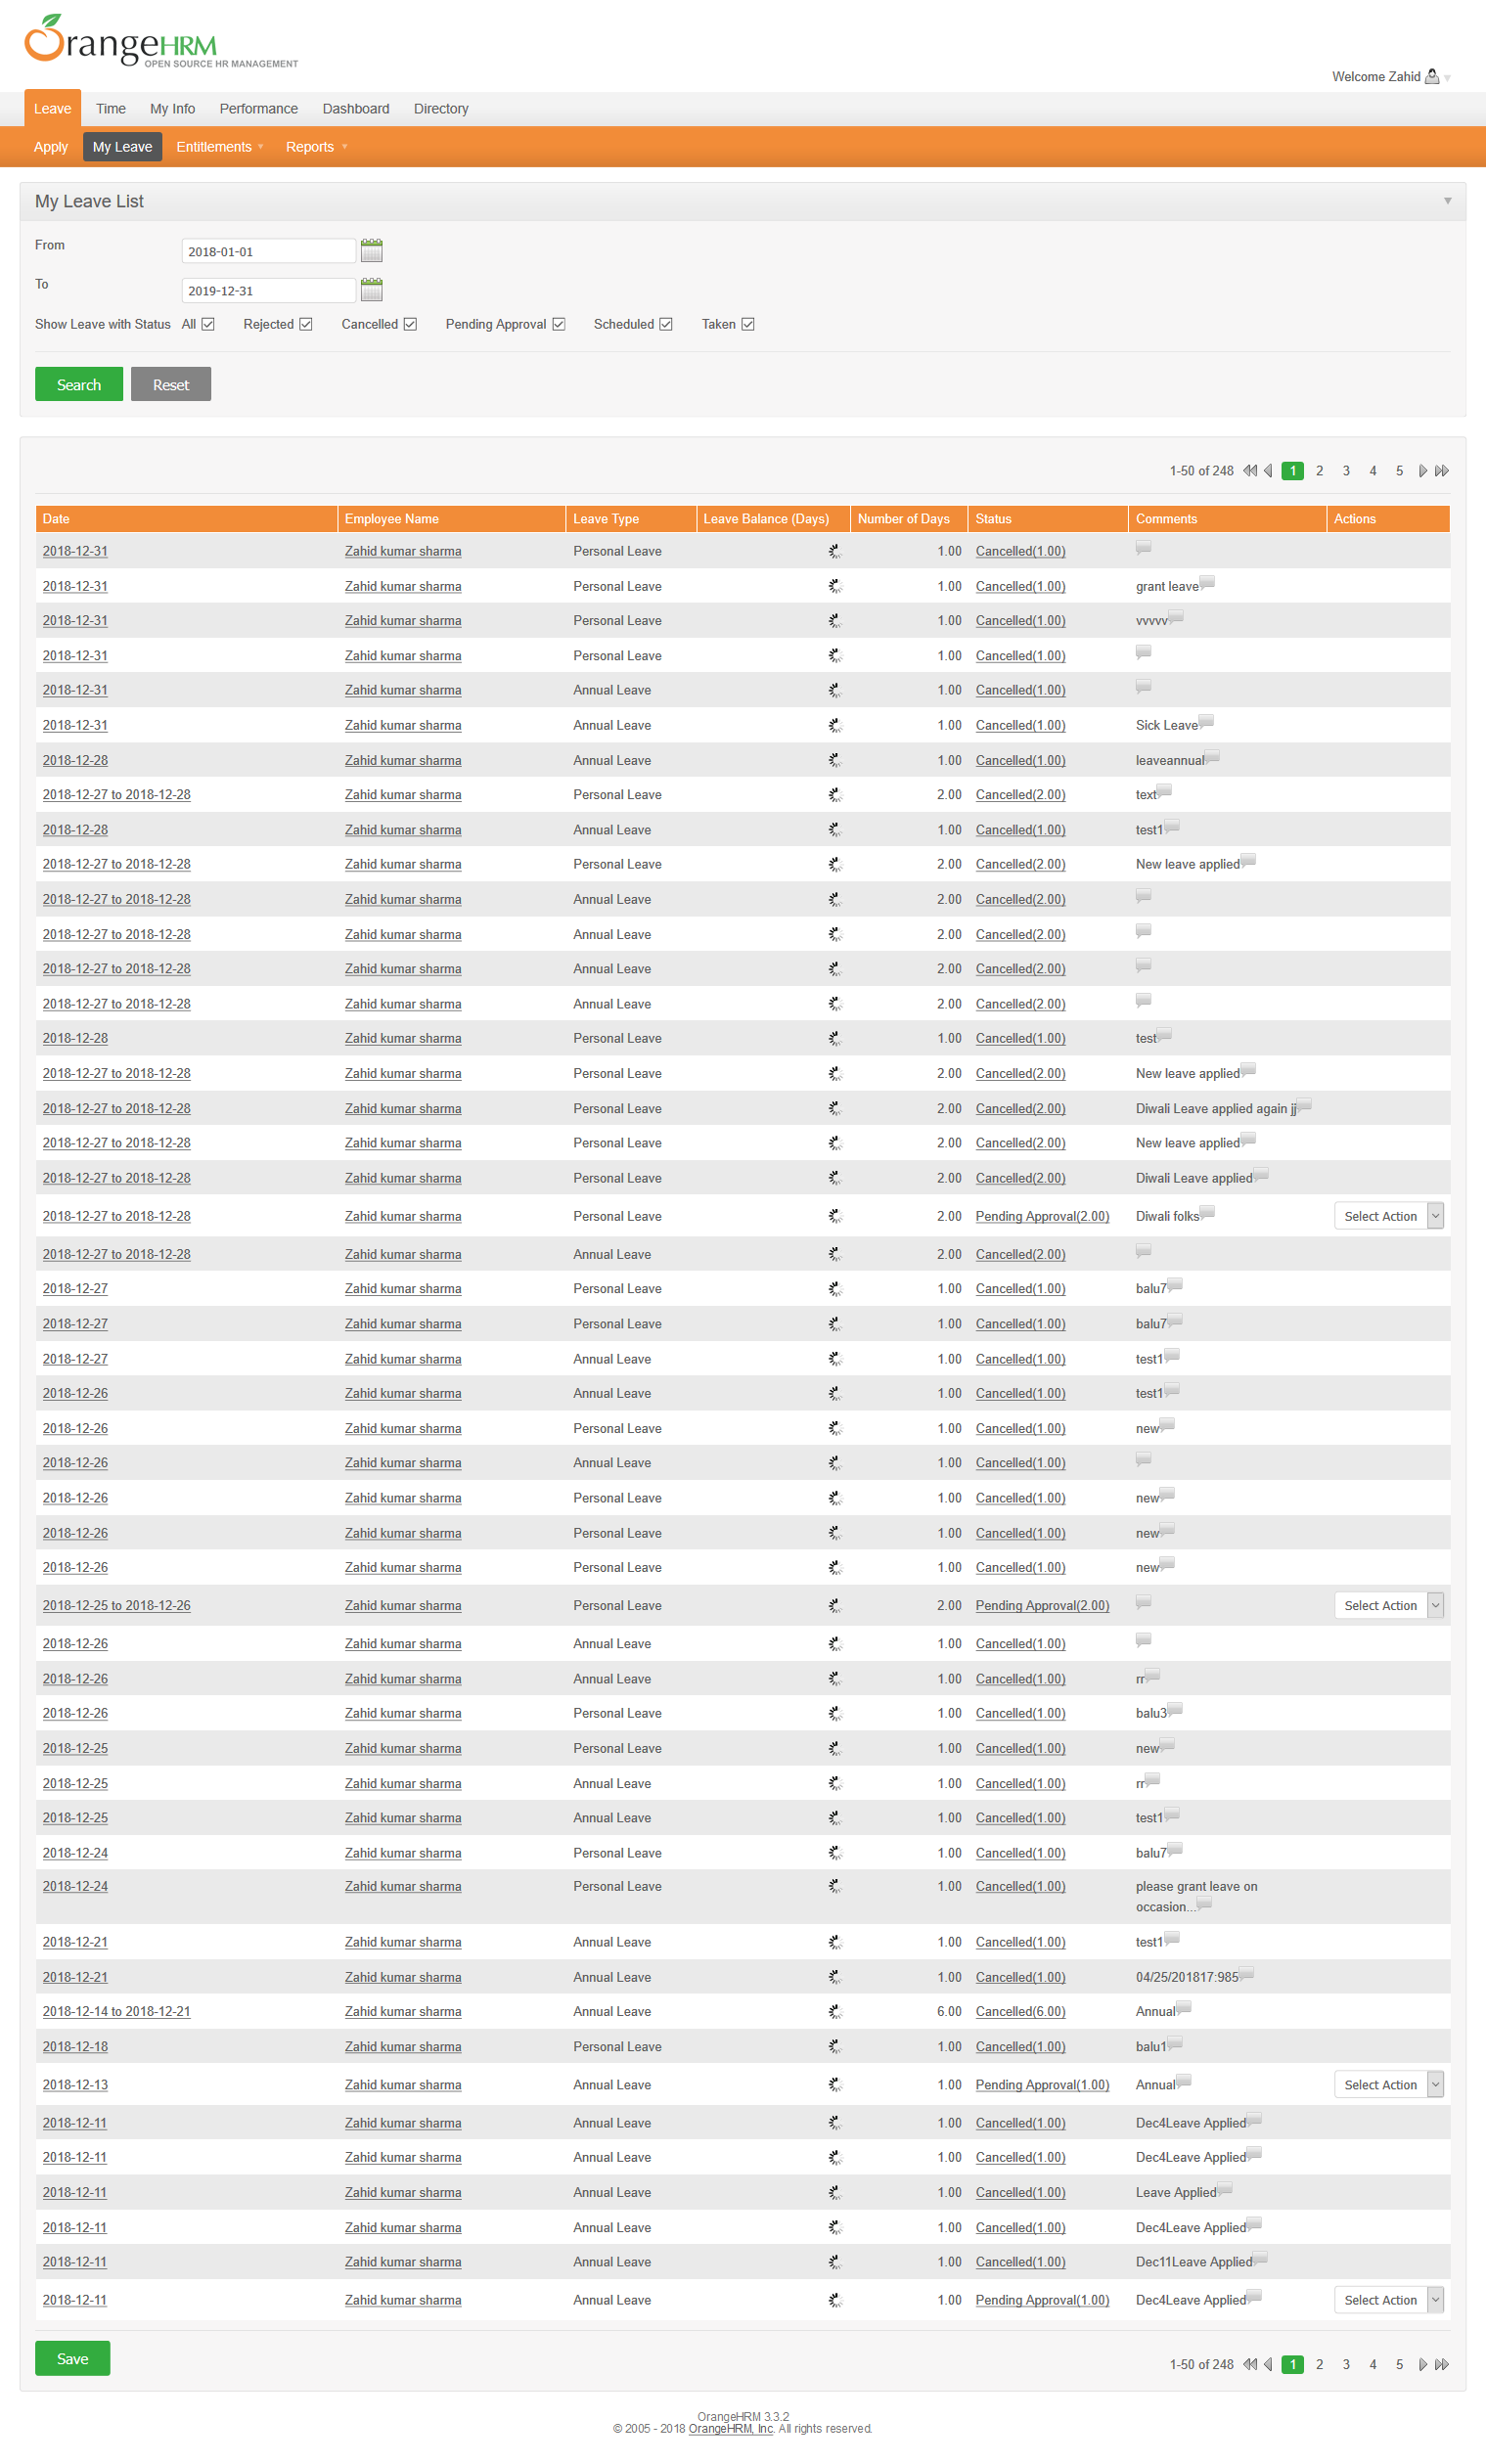 OrangeHRM
OPEN SOURCE HR MANAGEMENT
Welcome Zahid
Leave Time My Info Performance Dashboard Directory
Apply My Leave Entitlements Reports
My Leave List
From 2018-01-01
To 2019-12-31
Show Leave with Status All Rejected Cancelled Pending Approval Scheduled Taken
Search Reset
1-50 of 248 1 2 3 4 5
Date Employee Name Leave Type Leave Balance (Days) Number of Days Status Comments Actions
2018-12-31 Zahid kumar sharma Personal Leave 1.00 Cancelled(1.00)
2018-12-31 Zahid kumar sharma Personal Leave 1.00 Cancelled(1.00) grant leave
2018-12-31 Zahid kumar sharma Personal Leave 1.00 Cancelled(1.00) vvvvv
2018-12-31 Zahid kumar sharma Personal Leave 1.00 Cancelled(1.00)
2018-12-31 Zahid kumar sharma Annual Leave 1.00 Cancelled(1.00)
2018-12-31 Zahid kumar sharma Annual Leave 1.00 Cancelled(1.00) Sick Leave
2018-12-28 Zahid kumar sharma Annual Leave 1.00 Cancelled(1.00) leaveannual
2018-12-27 to 2018-12-28 Zahid kumar sharma Personal Leave 2.00 Cancelled(2.00) text
2018-12-28 Zahid kumar sharma Annual Leave 1.00 Cancelled(1.00) test1
2018-12-27 to 2018-12-28 Zahid kumar sharma Personal Leave 2.00 Cancelled(2.00) New leave applied
2018-12-27 to 2018-12-28 Zahid kumar sharma Annual Leave 2.00 Cancelled(2.00)
2018-12-27 to 2018-12-28 Zahid kumar sharma Annual Leave 2.00 Cancelled(2.00)
2018-12-27 to 2018-12-28 Zahid kumar sharma Annual Leave 2.00 Cancelled(2.00)
2018-12-27 to 2018-12-28 Zahid kumar sharma Annual Leave 2.00 Cancelled(2.00)
2018-12-28 Zahid kumar sharma Personal Leave 1.00 Cancelled(1.00) test
2018-12-27 to 2018-12-28 Zahid kumar sharma Personal Leave 2.00 Cancelled(2.00) New leave applied
2018-12-27 to 2018-12-28 Zahid kumar sharma Personal Leave 2.00 Cancelled(2.00) Diwali Leave applied again jj
2018-12-27 to 2018-12-28 Zahid kumar sharma Personal Leave 2.00 Cancelled(2.00) New leave applied
2018-12-27 to 2018-12-28 Zahid kumar sharma Personal Leave 2.00 Cancelled(2.00) Diwali Leave applied
2018-12-27 to 2018-12-28 Zahid kumar sharma Personal Leave 2.00 Pending Approval(2.00) Diwali folks Select Action
2018-12-27 to 2018-12-28 Zahid kumar sharma Annual Leave 2.00 Cancelled(2.00)
2018-12-27 Zahid kumar sharma Personal Leave 1.00 Cancelled(1.00) balu7
2018-12-27 Zahid kumar sharma Personal Leave 1.00 Cancelled(1.00) balu7
2018-12-27 Zahid kumar sharma Annual Leave 1.00 Cancelled(1.00) test1
2018-12-26 Zahid kumar sharma Annual Leave 1.00 Cancelled(1.00) test1
2018-12-26 Zahid kumar sharma Personal Leave 1.00 Cancelled(1.00) new
2018-12-26 Zahid kumar sharma Annual Leave 1.00 Cancelled(1.00)
2018-12-26 Zahid kumar sharma Personal Leave 1.00 Cancelled(1.00) new
2018-12-26 Zahid kumar sharma Personal Leave 1.00 Cancelled(1.00) new
2018-12-26 Zahid kumar sharma Personal Leave 1.00 Cancelled(1.00) new
2018-12-25 to 2018-12-26 Zahid kumar sharma Personal Leave 2.00 Pending Approval(2.00) Select Action
2018-12-26 Zahid kumar sharma Annual Leave 1.00 Cancelled(1.00)
2018-12-26 Zahid kumar sharma Annual Leave 1.00 Cancelled(1.00) rr
2018-12-26 Zahid kumar sharma Personal Leave 1.00 Cancelled(1.00) balu3
2018-12-25 Zahid kumar sharma Personal Leave 1.00 Cancelled(1.00) new
2018-12-25 Zahid kumar sharma Annual Leave 1.00 Cancelled(1.00) rr
2018-12-25 Zahid kumar sharma Annual Leave 1.00 Cancelled(1.00) test1
2018-12-24 Zahid kumar sharma Personal Leave 1.00 Cancelled(1.00) balu7
2018-12-24 Zahid kumar sharma Personal Leave 1.00 Cancelled(1.00) please grant leave on
occasion...
2018-12-21 Zahid kumar sharma Annual Leave 1.00 Cancelled(1.00) test1
2018-12-21 Zahid kumar sharma Annual Leave 1.00 Cancelled(1.00) 04/25/201817:985
2018-12-14 to 2018-12-21 Zahid kumar sharma Annual Leave 6.00 Cancelled(6.00) Annual
2018-12-18 Zahid kumar sharma Personal Leave 1.00 Cancelled(1.00) balu1
2018-12-13 Zahid kumar sharma Annual Leave 1.00 Pending Approval(1.00) Annual Select Action
2018-12-11 Zahid kumar sharma Annual Leave 1.00 Cancelled(1.00) Dec4Leave Applied
2018-12-11 Zahid kumar sharma Annual Leave 1.00 Cancelled(1.00) Dec4Leave Applied
2018-12-11 Zahid kumar sharma Annual Leave 1.00 Cancelled(1.00) Leave Applied
2018-12-11 Zahid kumar sharma Annual Leave 1.00 Cancelled(1.00) Dec4Leave Applied
2018-12-11 Zahid kumar sharma Annual Leave 1.00 Cancelled(1.00) Dec11Leave Applied
2018-12-11 Zahid kumar sharma Annual Leave 1.00 Pending Approval(1.00) Dec4Leave Applied Select Action
Save
1-50 of 248 1 2 3 4 5
OrangeHRM 3.3.2
© 2005 - 2018 OrangeHRM, Inc. All rights reserved.